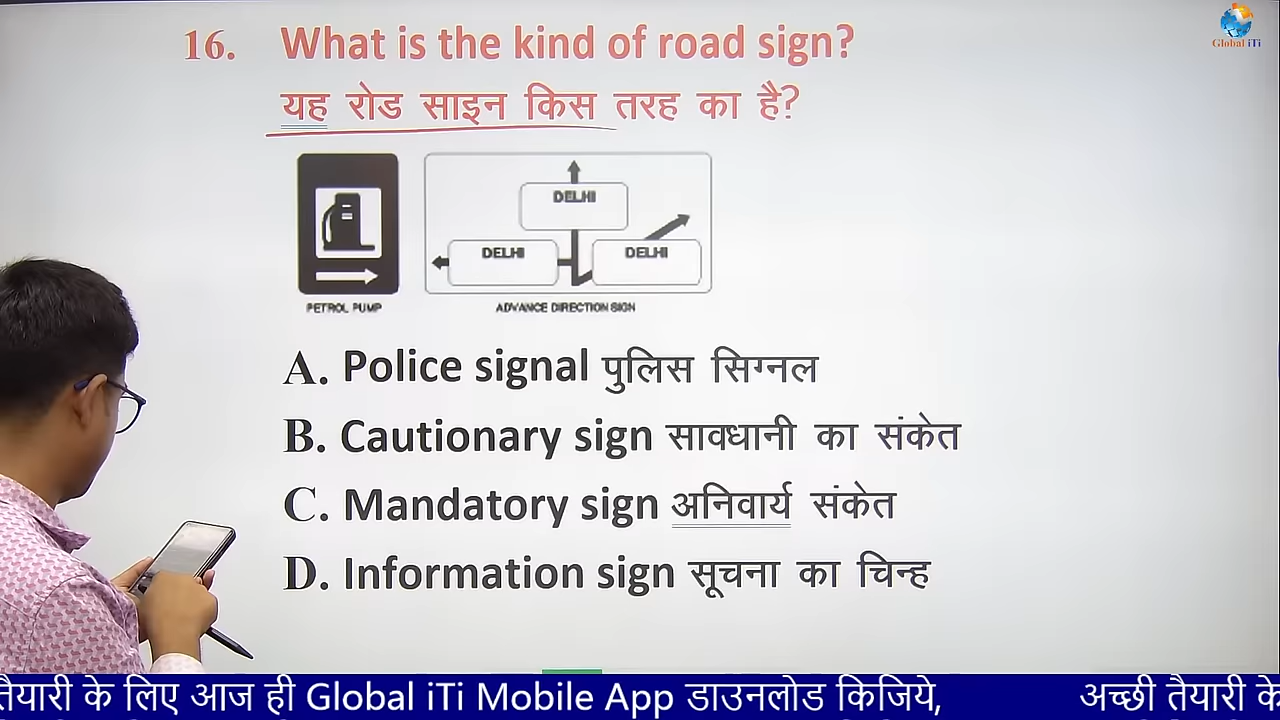 Global iTi
16. What is the kind of road sign?
यह रोड साइन किस तरह का है?
DELHI
DELHI DELHI
PETROL PUMP ADVANCE DIRECTION SIGN
A. Police signal पुलिस सिग्नल
B. Cautionary sign सावधानी का संकेत
C. Mandatory sign अनिवार्य संकेत
D. Information sign सूचना का चिन्ह
तैयारी के लिए आज ही Global iTi Mobile App डाउनलोड किजिये, अच्छी तैयारी के